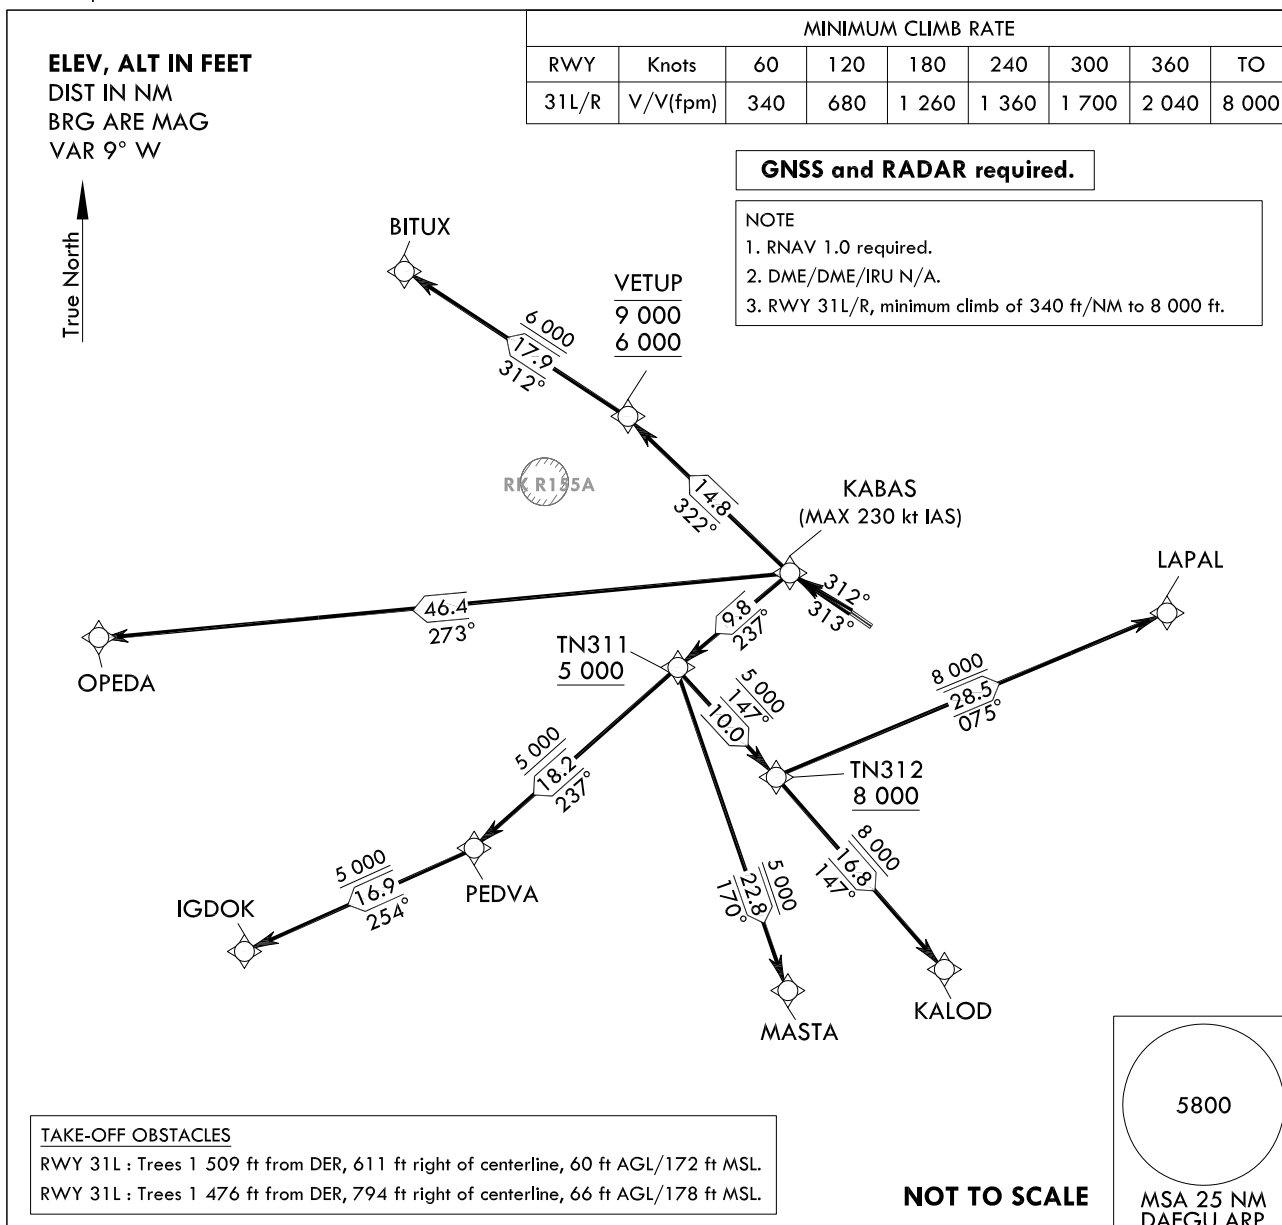 MINIMUM CLIMB RATE
RWY Knots 60 120 180 240 300 360 TO
31L/R V/V(fpm) 340 680 1 260 1 360 1 700 2 040 8 000
ELEV, ALT IN FEET
DIST IN NM
BRG ARE MAG
VAR 9° W
True North
GNSS and RADAR required.
NOTE
1. RNAV 1.0 required.
2. DME/DME/IRU N/A.
3. RWY 31L/R, minimum climb of 340 ft/NM to 8 000 ft.
BITUX
VETUP
9 000
6 000
6 000
17.9
312°
RK R155A
14.8
322°
KABAS
(MAX 230 kt IAS)
312°
313°
LAPAL
46.4
273°
OPEDA
9.8
237°
TN311
5 000
5 000
147°
10.0
8 000
28.5
075°
TN312
8 000
5 000
18.2
237°
PEDVA
5 000
16.9
254°
IGDOK
5 000
22.8
170°
MASTA
8 000
16.8
147°
KALOD
TAKE-OFF OBSTACLES
RWY 31L : Trees 1 509 ft from DER, 611 ft right of centerline, 60 ft AGL/172 ft MSL.
RWY 31L : Trees 1 476 ft from DER, 794 ft right of centerline, 66 ft AGL/178 ft MSL.
NOT TO SCALE
5800
MSA 25 NM
DAEGU ARP